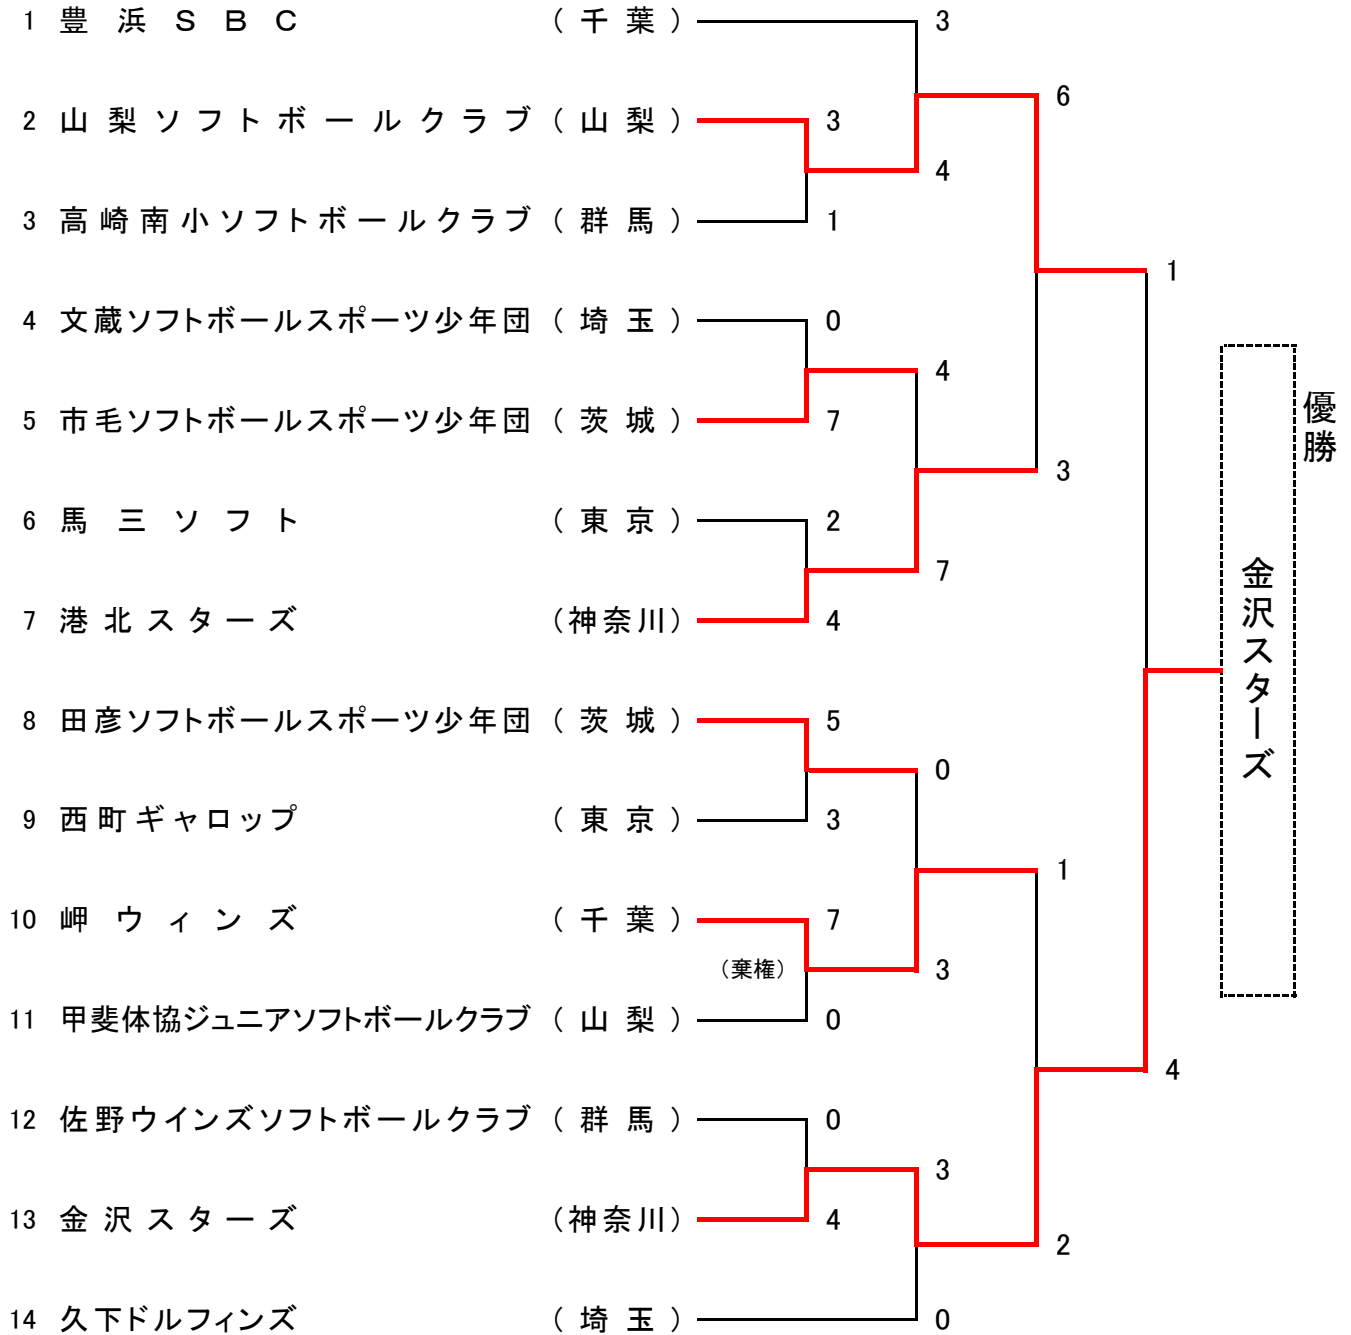 1 豊浜ＳＢＣ (千葉) 3
6
2 山梨ソフトボールクラブ (山梨) 3
4
3 高崎南小ソフトボールクラブ (群馬) 1
1
4 文蔵ソフトボールスポーツ少年団 (埼玉) 0
4
5 市毛ソフトボールスポーツ少年団 (茨城) 7
3
6 馬三ソフト (東京) 2
7
7 港北スターズ (神奈川) 4
8 田彦ソフトボールスポーツ少年団 (茨城) 5
0
9 西町ギャロップ (東京) 3
1
10 岬ウィンズ (千葉) 7
(棄権) 3
11 甲斐体協ジュニアソフトボールクラブ (山梨) 0
4
12 佐野ウインズソフトボールクラブ (群馬) 0
3
13 金沢スターズ (神奈川) 4
2
14 久下ドルフィンズ (埼玉) 0
優勝
金沢スターズ